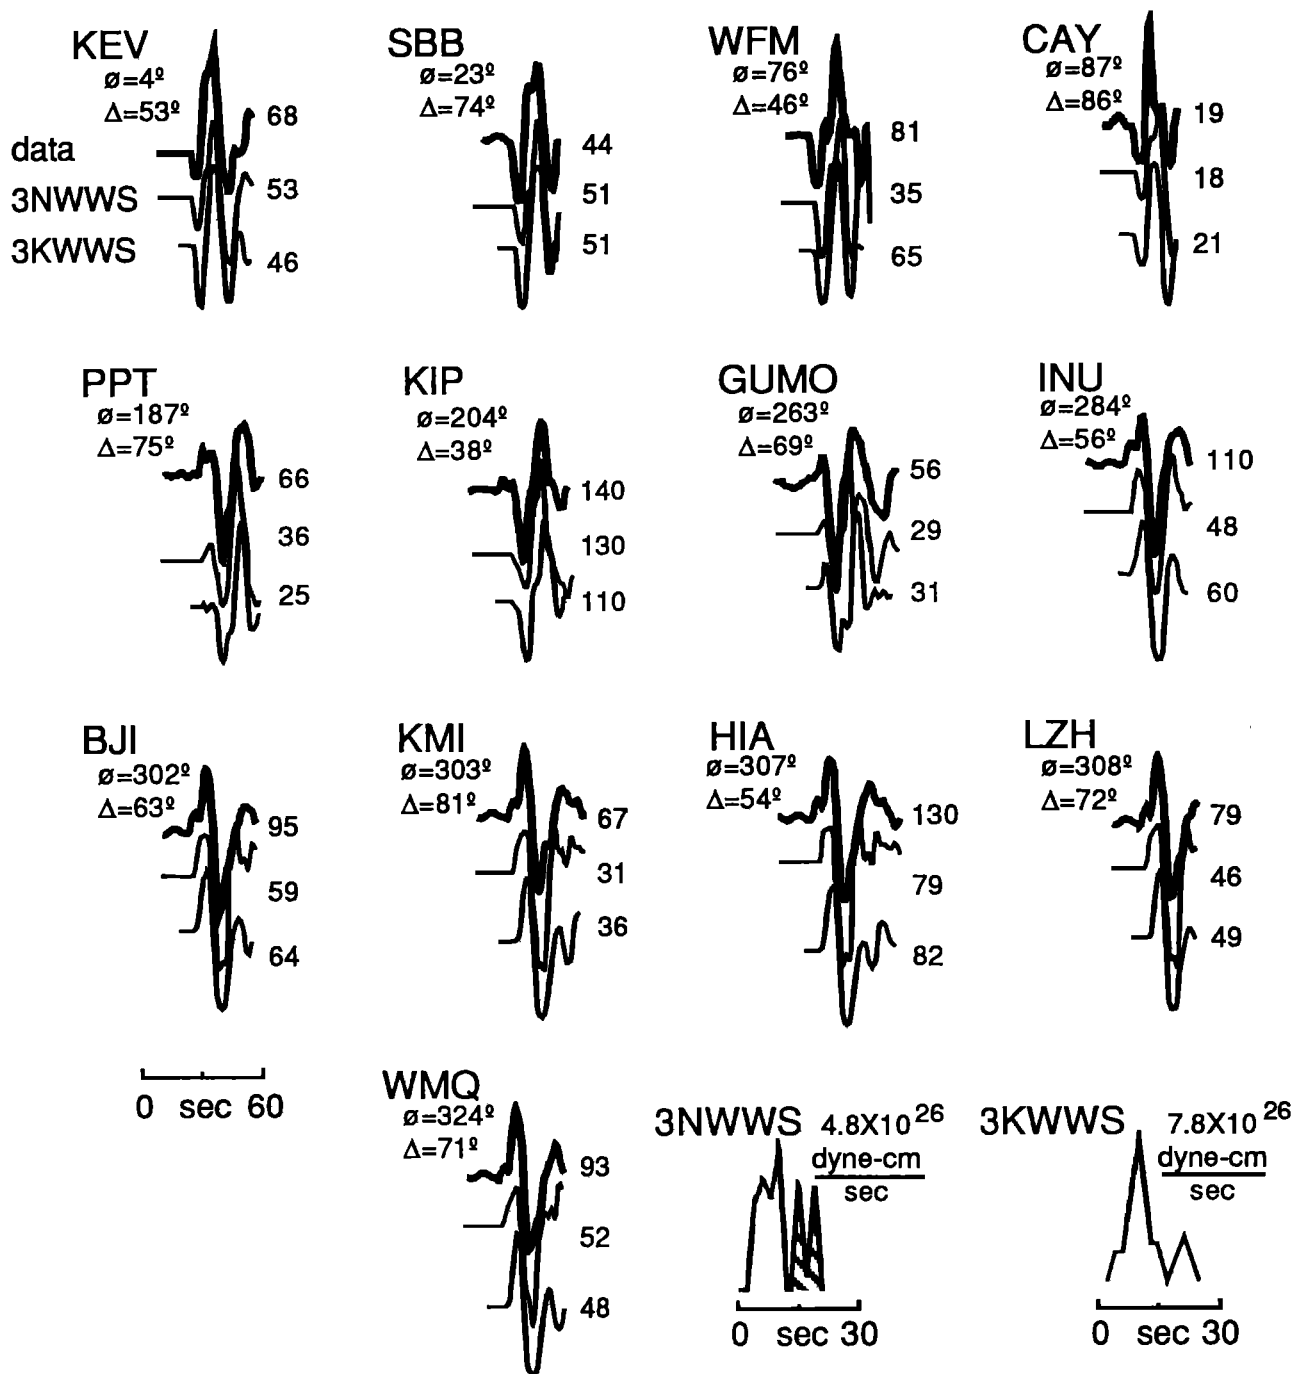 KEV
ø=4º
Δ=53º
68
data
3NWWS
53
3KWWS
46
SBB
ø=23º
Δ=74º
44
51
51
WFM
ø=76º
Δ=46º
81
35
65
CAY
ø=87º
Δ=86º
19
18
21
PPT
ø=187º
Δ=75º
66
36
25
KIP
ø=204º
Δ=38º
140
130
110
GUMO
ø=263º
Δ=69º
56
29
31
INU
ø=284º
Δ=56º
110
48
60
BJI
ø=302º
Δ=63º
95
59
64
KMI
ø=303º
Δ=81º
67
31
36
HIA
ø=307º
Δ=54º
130
79
82
LZH
ø=308º
Δ=72º
79
46
49
0 sec 60
WMQ
ø=324º
Δ=71º
93
52
48
3NWWS 4.8X10^26
dyne-cm
sec
0 sec 30
3KWWS 7.8X10^26
dyne-cm
sec
0 sec 30